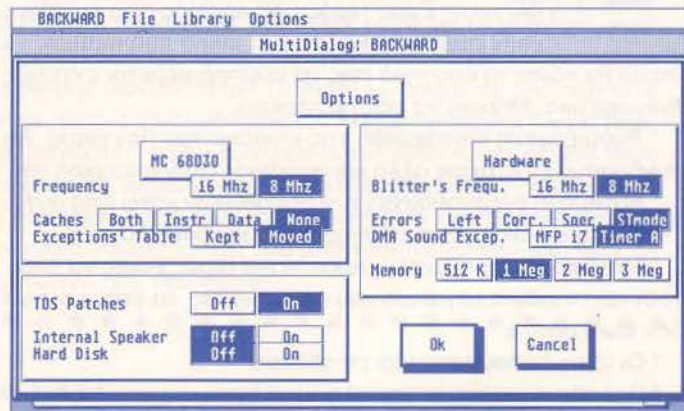 BACKWARD File Library Options
MultiDialog: BACKWARD
Options
MC 68030
Frequency 16 Mhz 8 Mhz
Caches Both Instr Data None
Exceptions' Table Kept Moved
Hardware
Blitter's Frequ. 16 Mhz 8 Mhz
Errors Left Corc. Spec. STmode
DMA Sound Excep. MFP i7 Timer A
Memory 512 K 1 Meg 2 Meg 3 Meg
TOS Patches Off On
Internal Speaker Off On
Hard Disk Off On
Ok Cancel